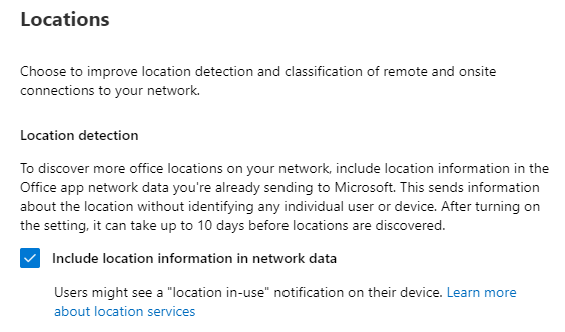 Locations
Choose to improve location detection and classification of remote and onsite
connections to your network.
Location detection
To discover more office locations on your network, include location information in the
Office app network data you're already sending to Microsoft. This sends information
about the location without identifying any individual user or device. After turning on
the setting, it can take up to 10 days before locations are discovered.
Include location information in network data
Users might see a "location in-use" notification on their device. Learn more
about location services